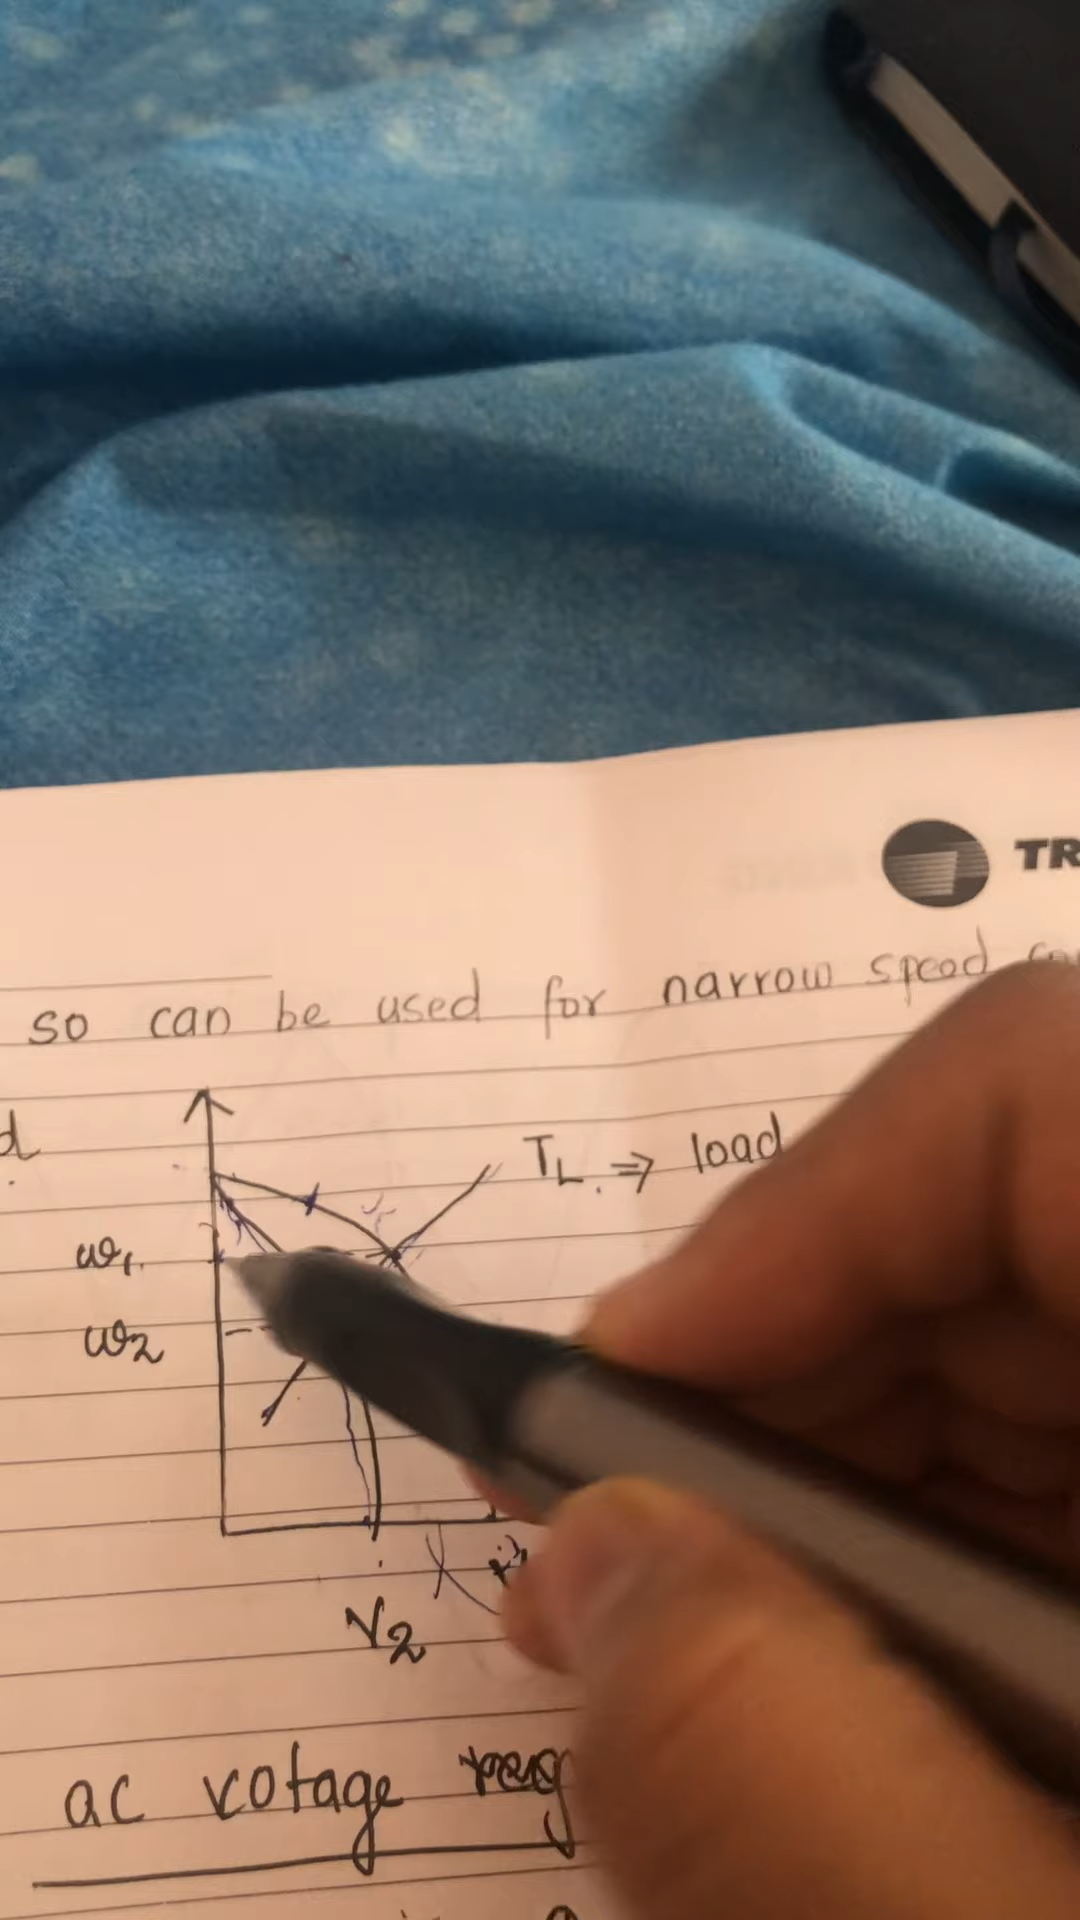 TR
so can be used for narrow speed
d.
TL. ⇒ load
ω1.
ω2
V2
ac votage